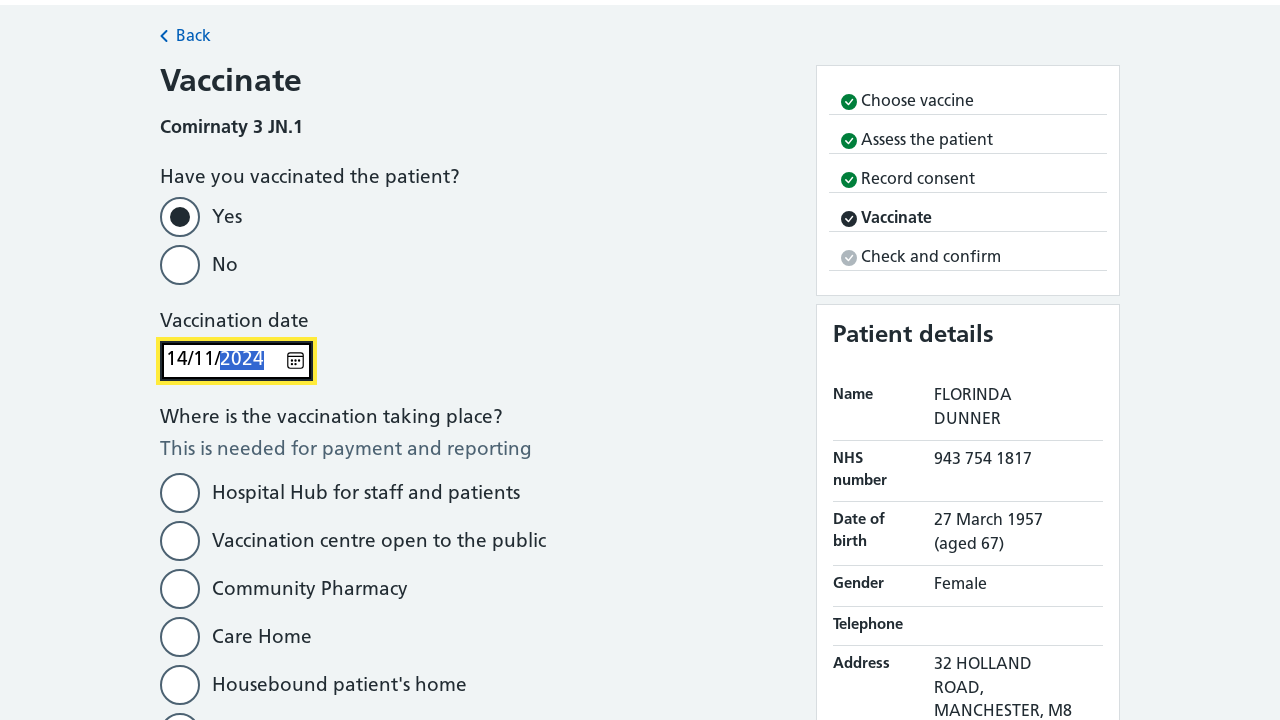 Back
Vaccinate
Comirnaty 3 JN.1
Have you vaccinated the patient?
Yes
No
Vaccination date
14/11/2024
Where is the vaccination taking place?
This is needed for payment and reporting
Hospital Hub for staff and patients
Vaccination centre open to the public
Community Pharmacy
Care Home
Housebound patient's home
Choose vaccine
Assess the patient
Record consent
Vaccinate
Check and confirm
Patient details
Name FLORINDA
DUNNER
NHS 943 754 1817
number
Date of 27 March 1957
birth (aged 67)
Gender Female
Telephone
Address 32 HOLLAND
ROAD,
MANCHESTER, M8